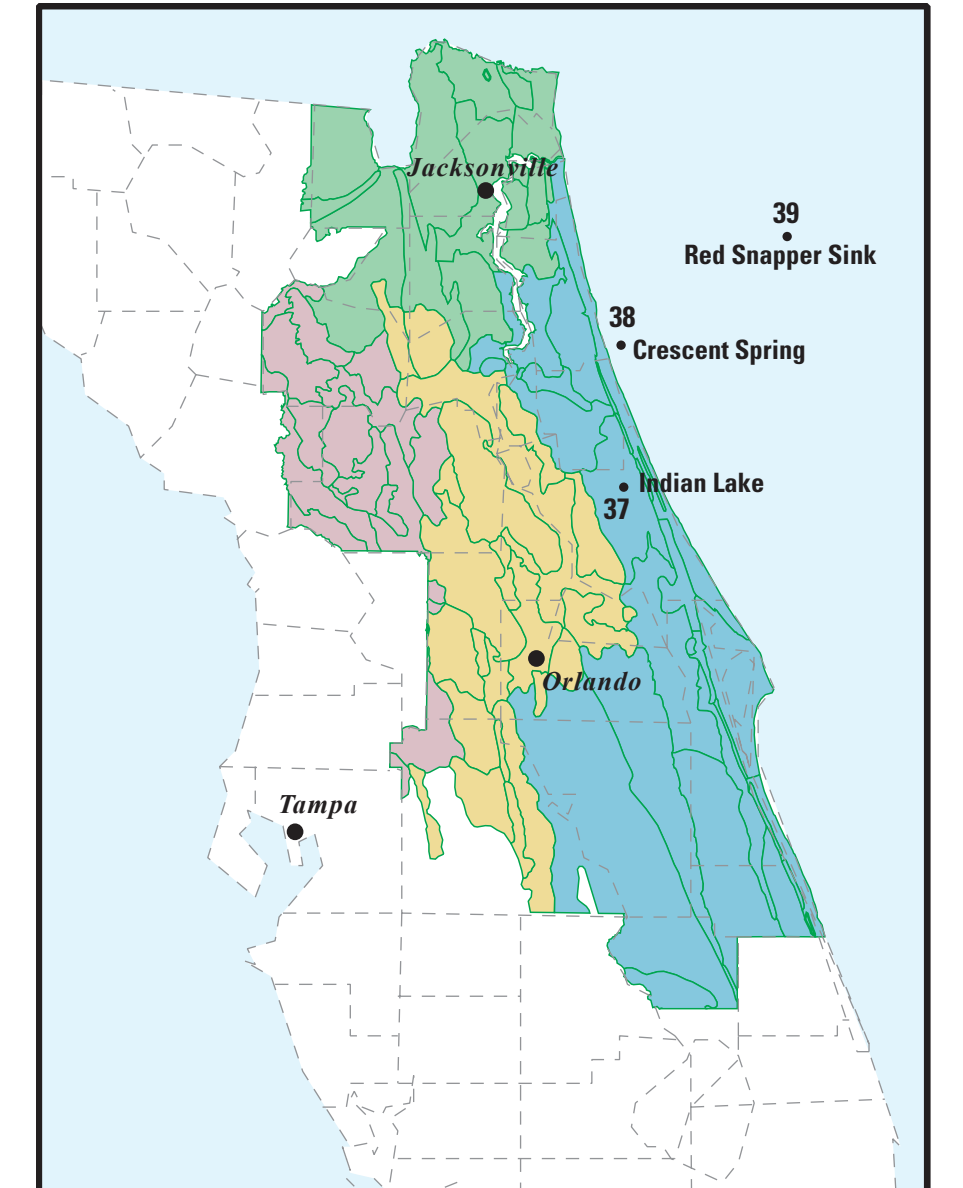 Jacksonville
39
Red Snapper Sink
38
Crescent Spring
Indian Lake
37
Orlando
Tampa